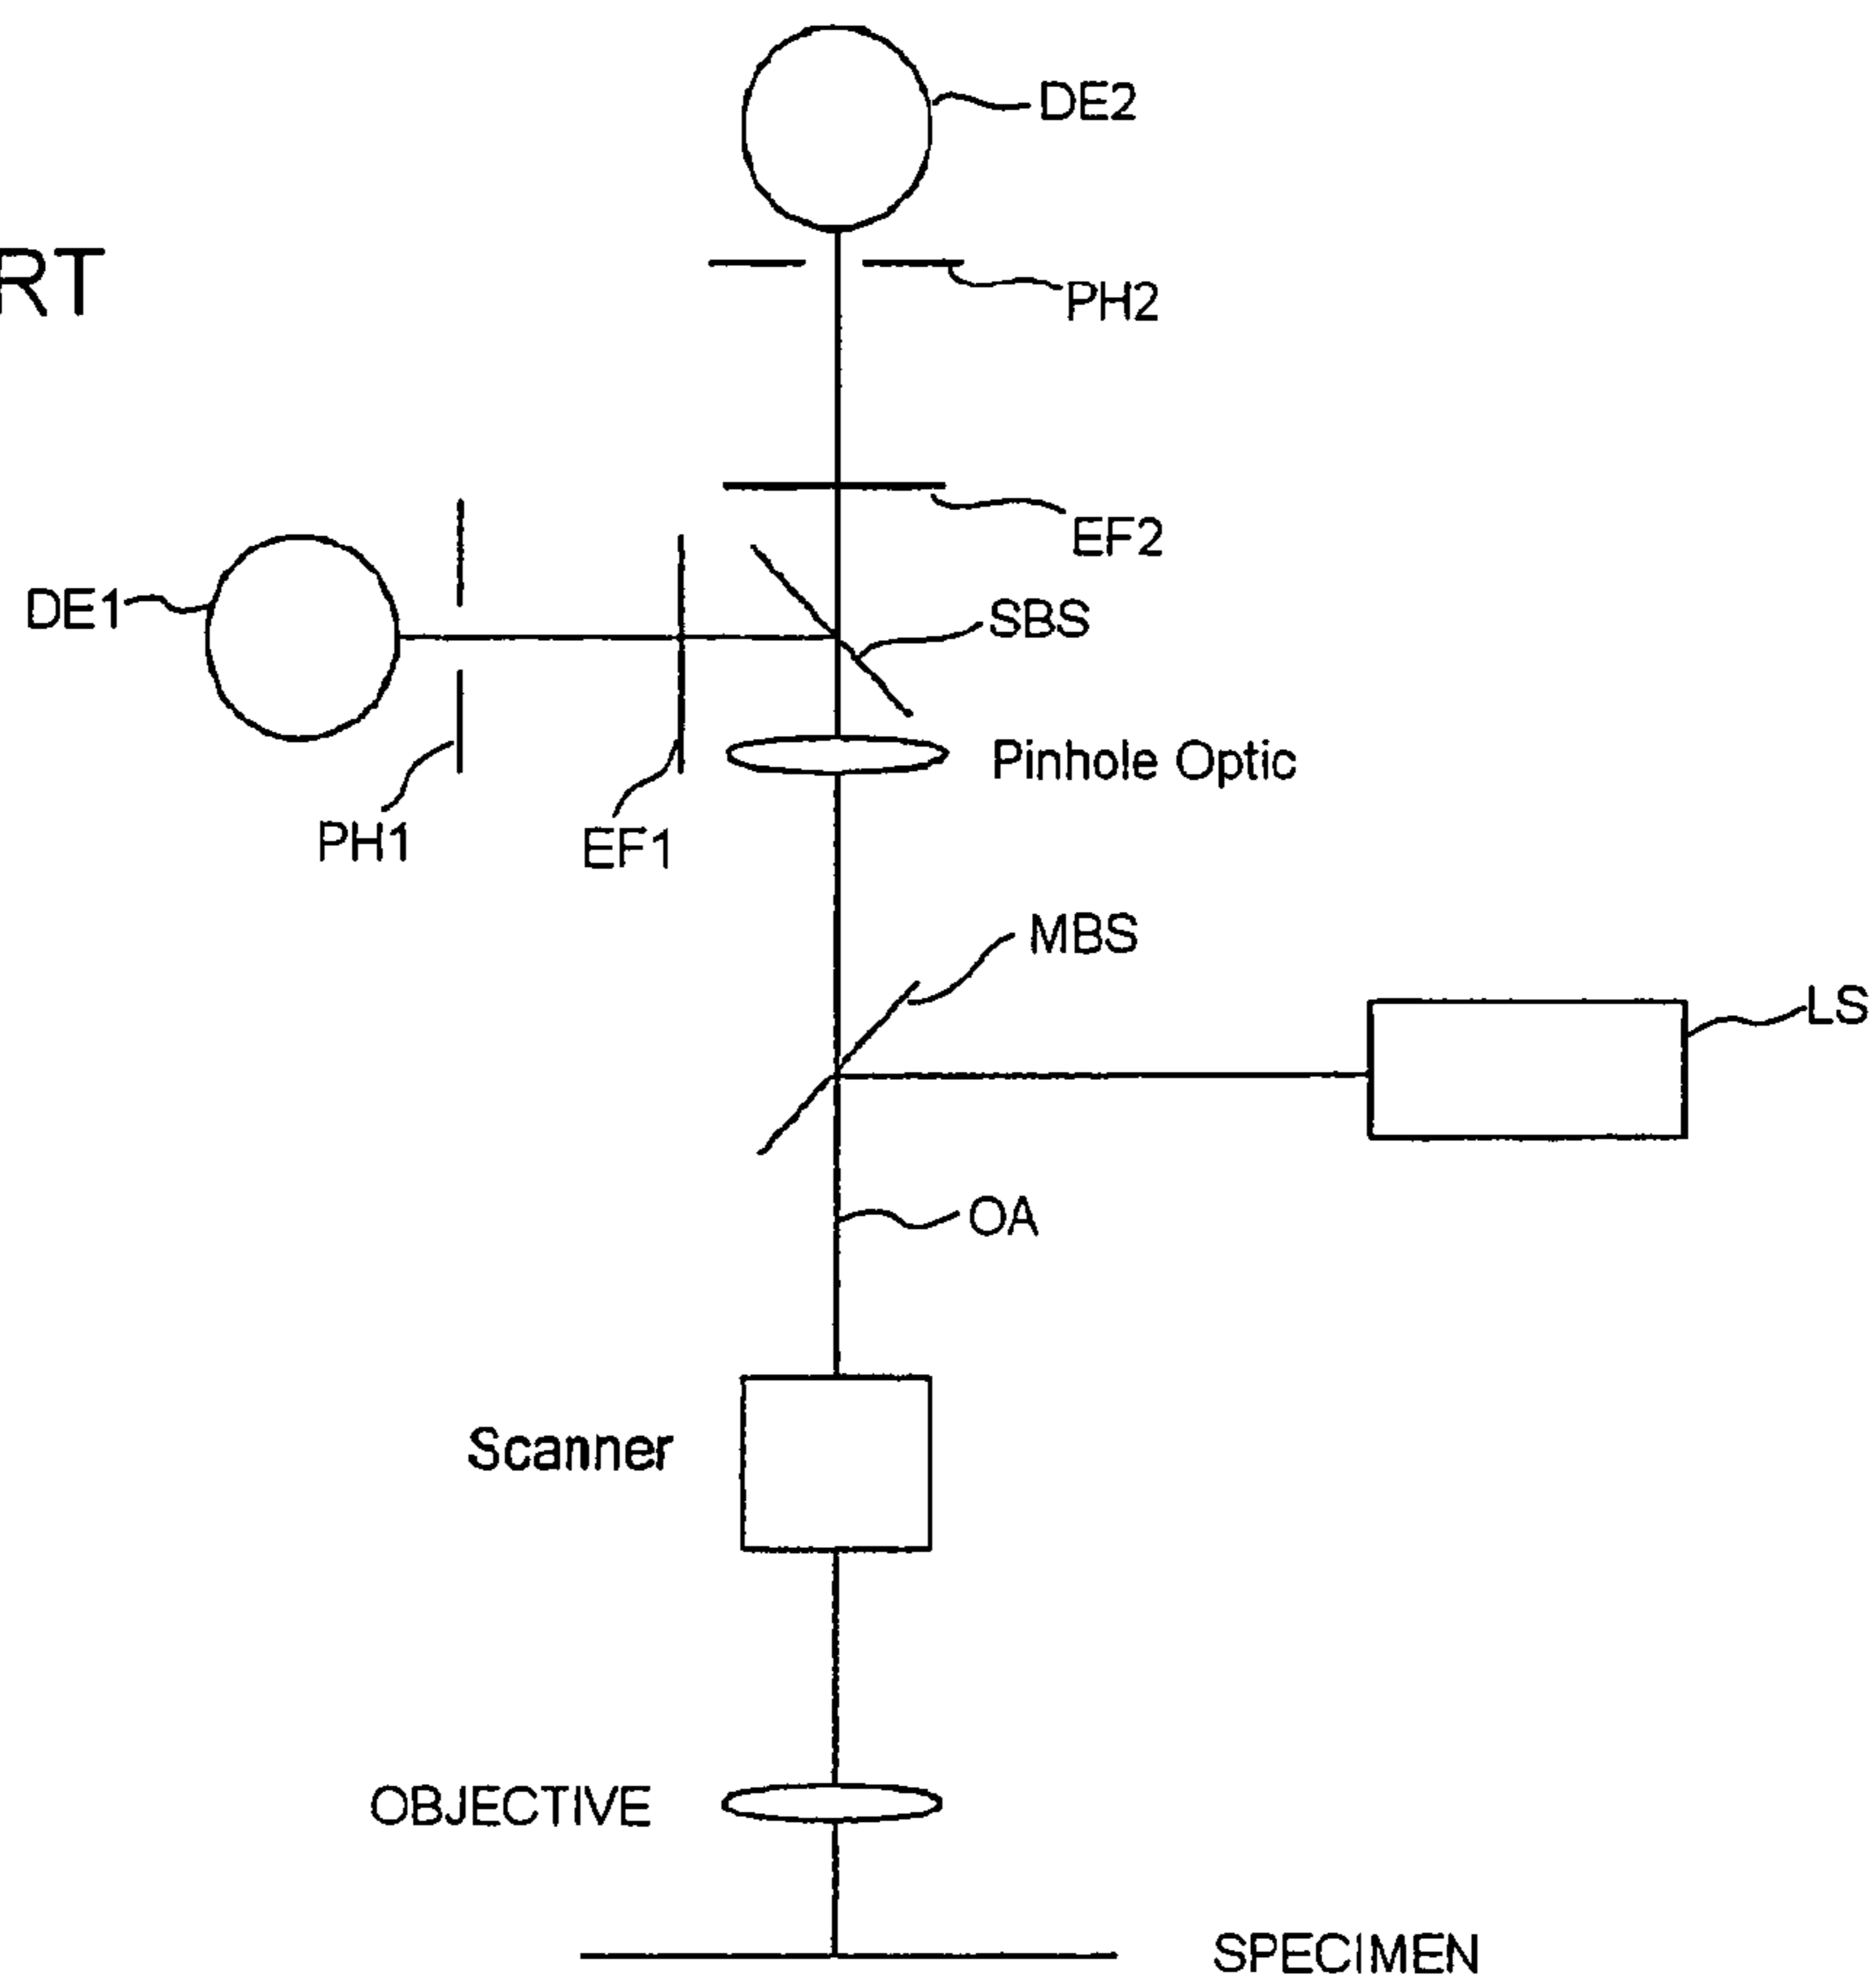 DE2
RT
PH2
EF2
DE1
SBS
Pinhole Optic
PH1
EF1
MBS
LS
OA
Scanner
OBJECTIVE
SPECIMEN